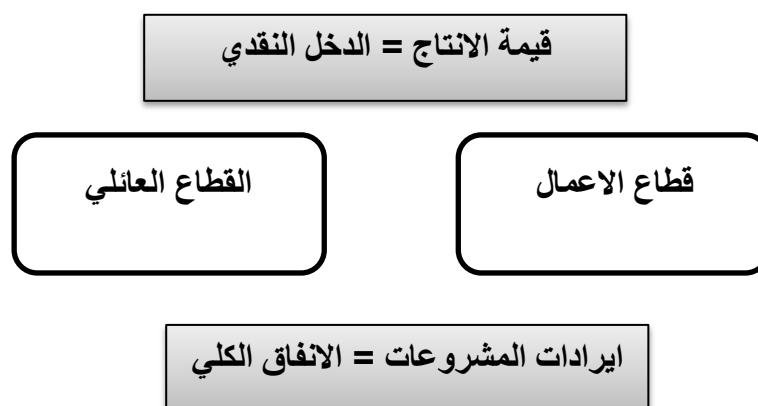 قيمة الانتاج = الدخل النقدي
قطاع الاعمال
القطاع العائلي
ايرادات المشروعات = الانفاق الكلي